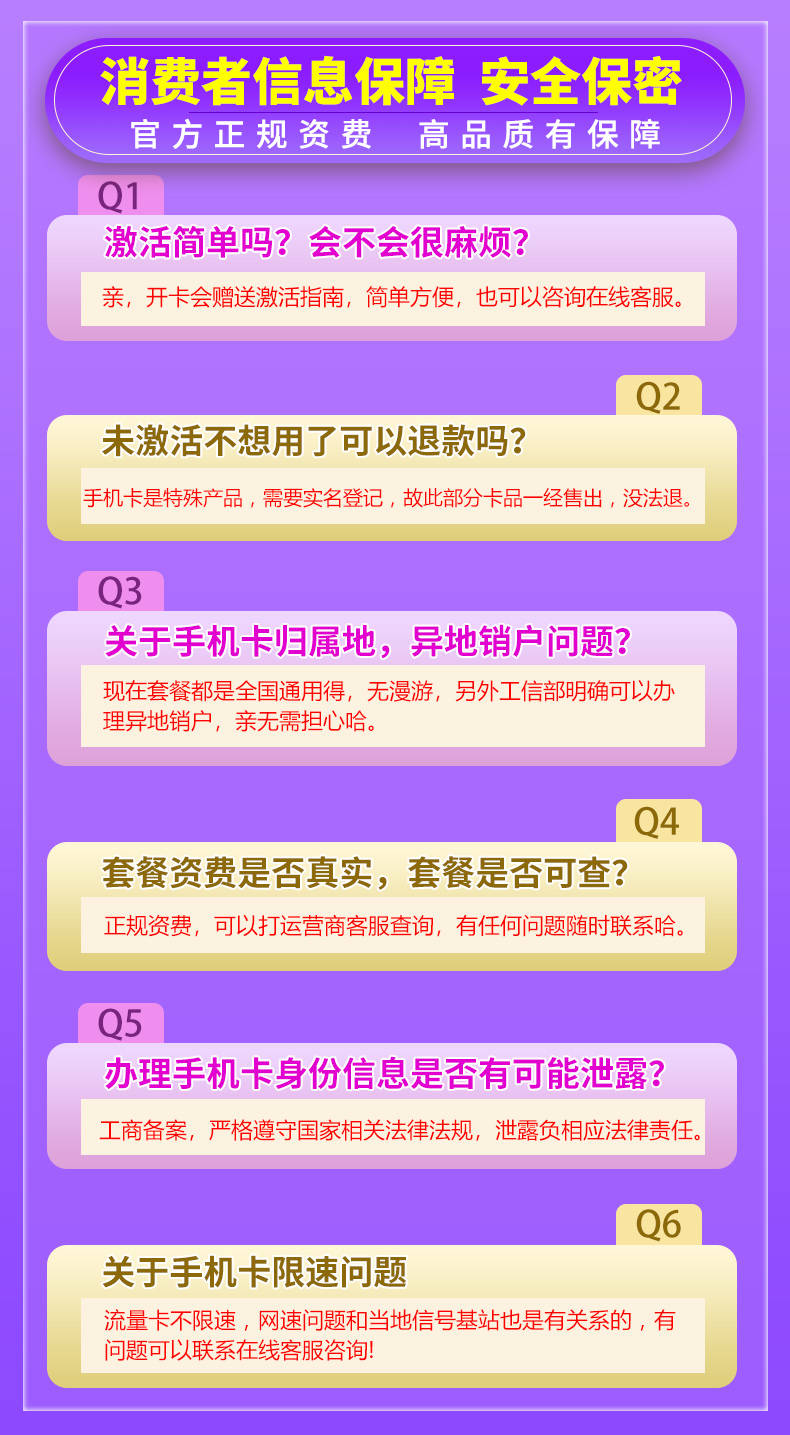 消费者信息保障 安全保密
官方正规资费 高品质有保障
Q1
激活简单吗？会不会很麻烦？
亲，开卡会赠送激活指南，简单方便，也可以咨询在线客服。
Q2
未激活不想用了可以退款吗？
手机卡是特殊产品，需要实名登记，故此部分卡品一经售出，没法退。
Q3
关于手机卡归属地，异地销户问题？
现在套餐都是全国通用得，无漫游，另外工信部明确可以办
理异地销户，亲无需担心哈。
Q4
套餐资费是否真实，套餐是否可查？
正规资费，可以打运营商客服查询，有任何问题随时联系哈。
Q5
办理手机卡身份信息是否有可能泄露？
工商备案，严格遵守国家相关法律法规，泄露负相应法律责任。
Q6
关于手机卡限速问题
流量卡不限速，网速问题和当地信号基站也是有关系的，有
问题可以联系在线客服咨询!